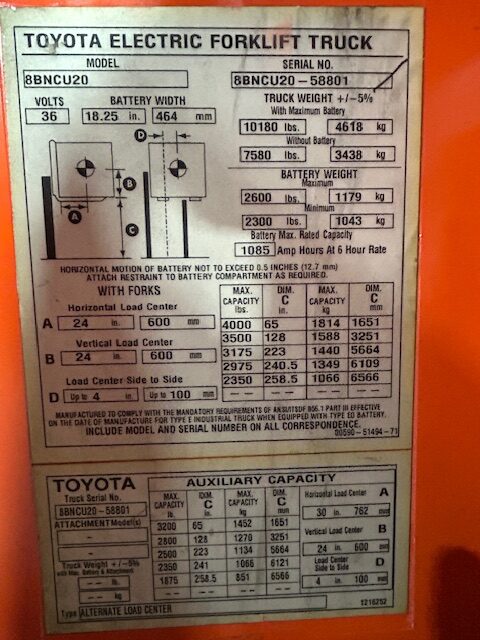 TOYOTA ELECTRIC FORKLIFT TRUCK
MODEL SERIAL NO.
8BNCU20 8BNCU20-58801
VOLTS BATTERY WIDTH TRUCK WEIGHT +/-5%
With Maximum Battery
36 18.25 in. 464 mm
10180 lbs. 4618 kg
Without Battery
7580 lbs. 3438 kg
BATTERY WEIGHT
Maximum
2600 lbs. 1179 kg
Minimum
2300 lbs. 1043 kg
Battery Max. Rated Capacity
1085 Amp Hours At 6 Hour Rate
D
B
A
C
HORIZONTAL MOTION OF BATTERY NOT TO EXCEED 0.5 INCHES (12.7 mm)
ATTACH RESTRAINT TO BATTERY COMPARTMENT AS REQUIRED.
WITH FORKS
Horizontal Load Center
A 24 in. 600 mm
Vertical Load Center
B 24 in. 600 mm
Load Center Side to Side
D Up to 4 in. Up to 100 mm
MAX. CAPACITY lbs. DIM. C in. MAX. CAPACITY kg DIM. C mm
4000 65 1814 1651
3500 128 1588 3251
3175 223 1440 5664
2975 240.5 1349 6109
2350 258.5 1066 6566
-- -- -- --
MANUFACTURED TO COMPLY WITH THE MANDATORY REQUIREMENTS OF ANSI/ITSDF B56.1 PART III EFFECTIVE
ON THE DATE OF MANUFACTURE FOR TYPE E INDUSTRIAL TRUCK WHEN EQUIPPED WITH TYPE EO BATTERY.
INCLUDE MODEL AND SERIAL NUMBER ON ALL CORRESPONDENCE.
00590-51494-71
TOYOTA
Truck Serial No.
8BNCU20-58801
ATTACHMENT Model(s)
-
-
Truck Weight +/-5%
with Max. Battery & Attachment
-- lb
-- kg
Type ALTERNATE LOAD CENTER
AUXILIARY CAPACITY
MAX. CAPACITY lb. DIM. C in. MAX. CAPACITY kg DIM. C mm
3200 65 1452 1651
2800 128 1270 3251
2500 223 1134 5664
2350 241 1066 6121
1875 258.5 851 6566
-- -- -- --
Horizontal Load Center A
30 in. 762 mm
Vertical Load Center B
24 in. 600 mm
Load Center Side to Side D
4 in. 100 mm
1216252